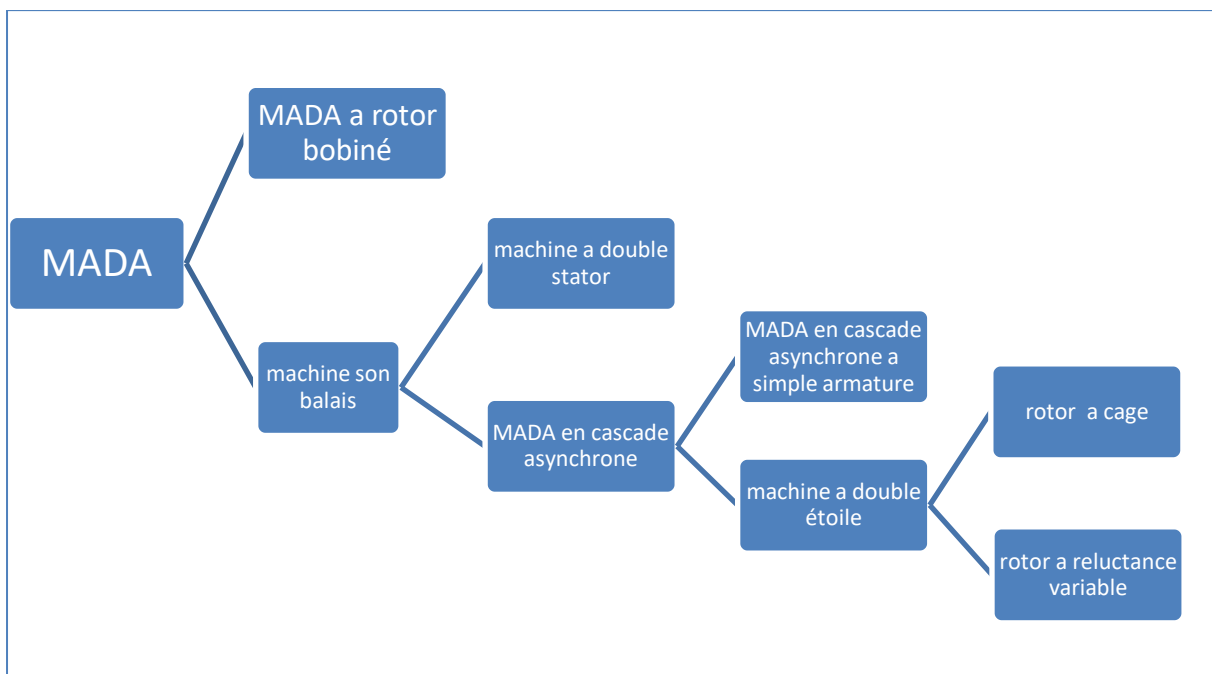 MADA
MADA a rotor
bobiné
machine son
balais
machine a double
stator
MADA en cascade
asynchrone
MADA en cascade
asynchrone a
simple armature
machine a double
étoile
rotor  a cage
rotor a reluctance
variable